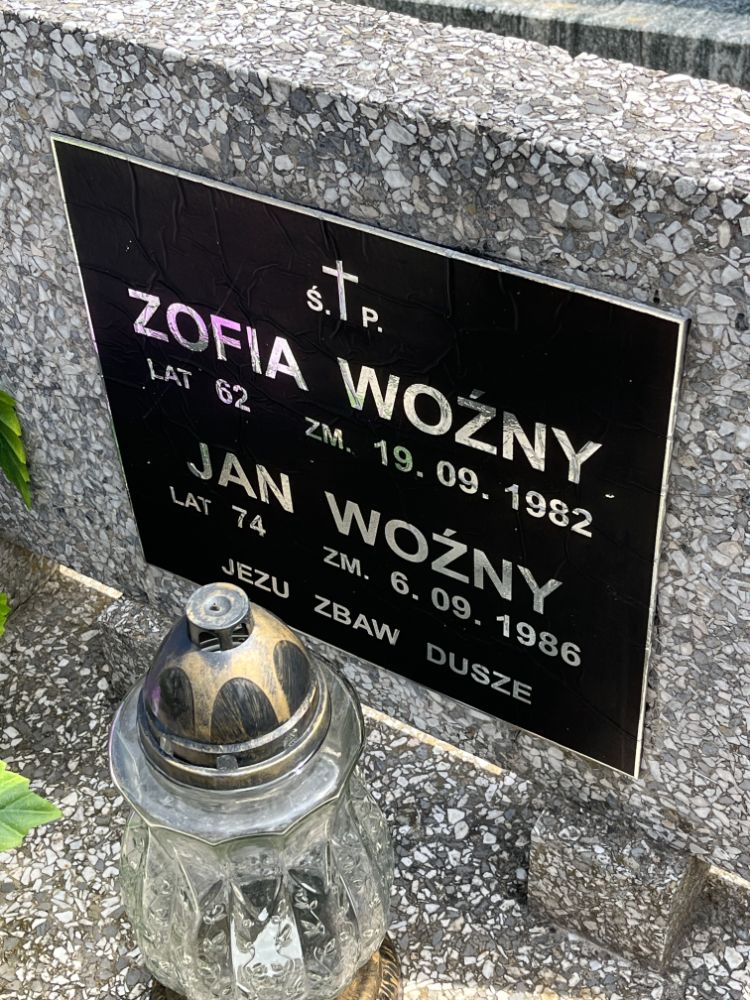 Ś. P.
ZOFIA WOŹNY
LAT 62 ZM. 19. 09. 1982
JAN WOŹNY
LAT 74 ZM. 6. 09. 1986
JEZU ZBAW DUSZE